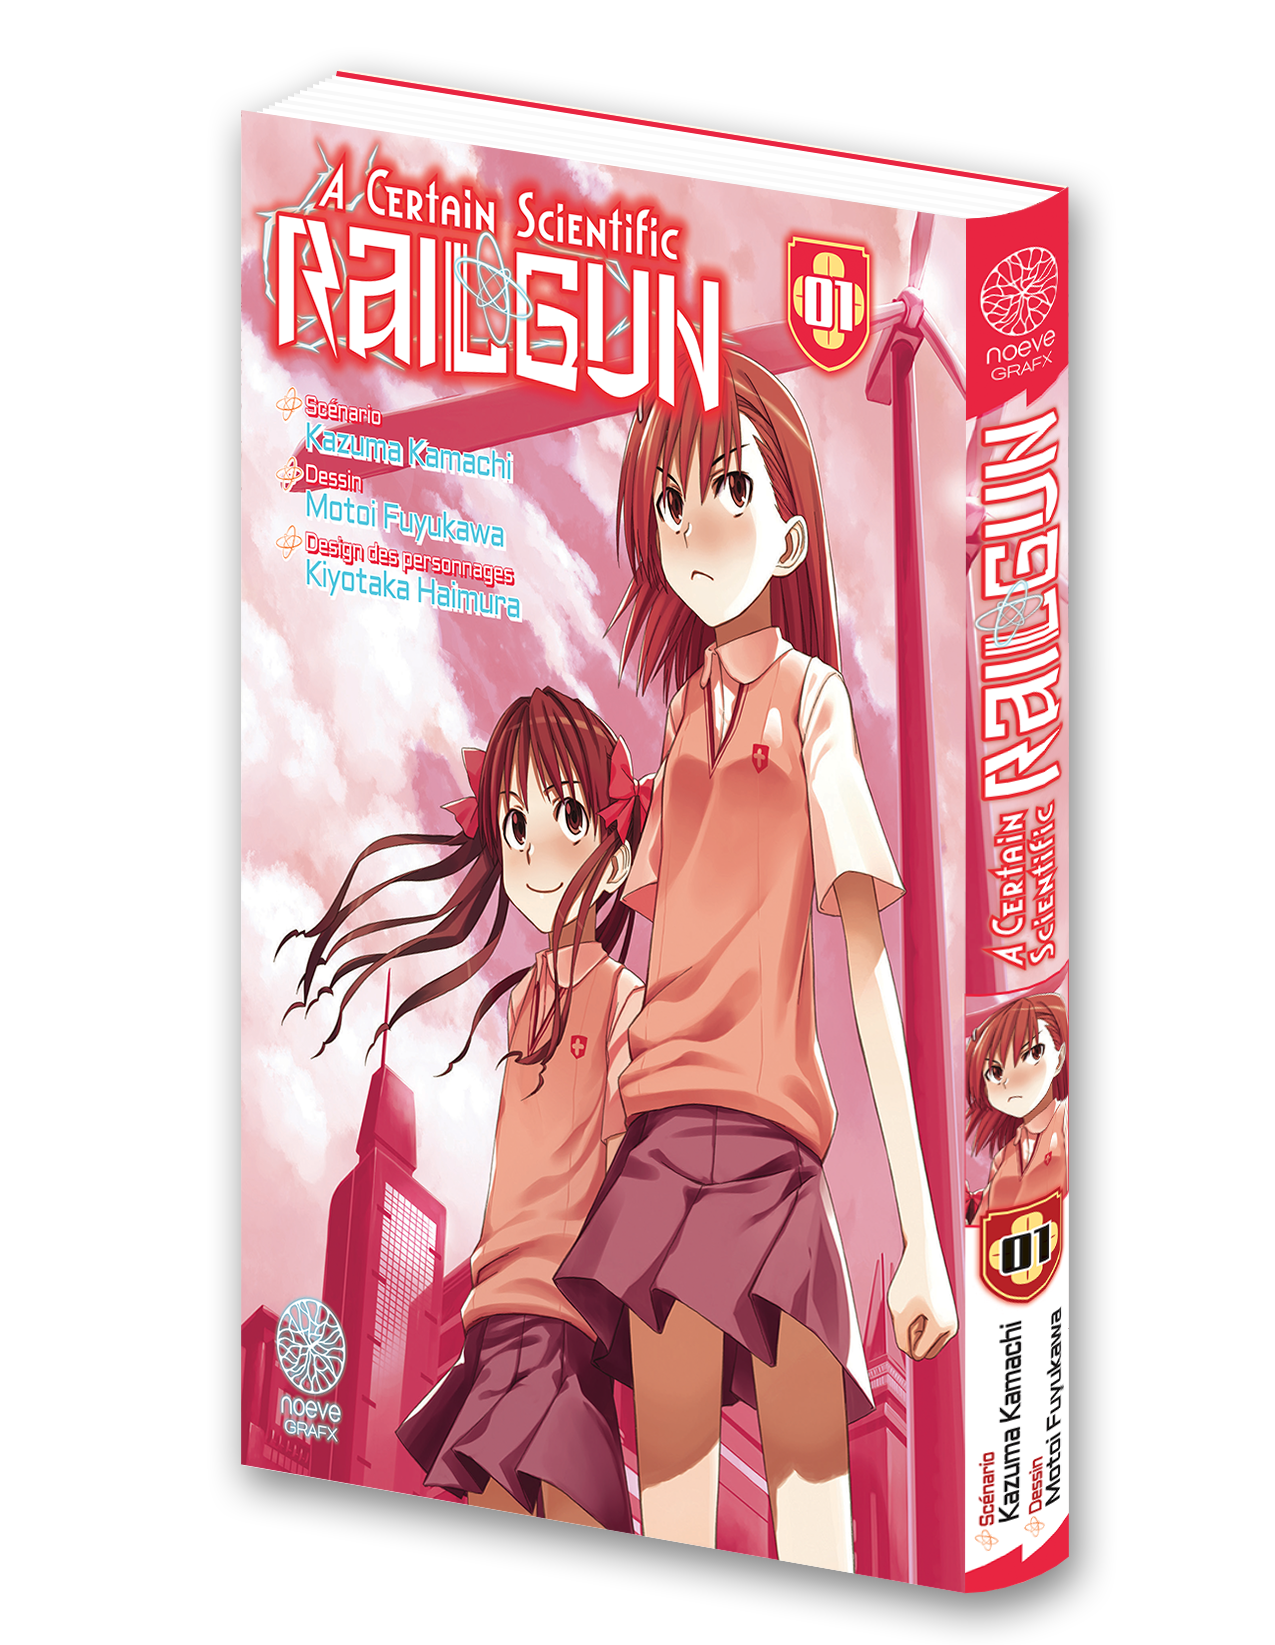 A Certain Scientific
RAILGUN
01
Scénario
Kazuma Kamachi
Dessin
Motoi Fuyukawa
Design des personnages
Kiyotaka Haimura
noeve
GRAFX
noeve
GRAFX
A Certain
Scientific
RAILGUN
01
Scénario
Kazuma Kamachi
Dessin
Motoi Fuyukawa